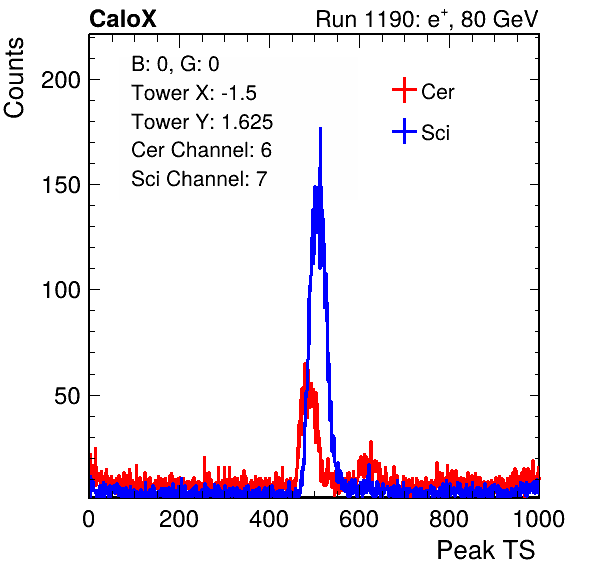 CaloX Run 1190: e⁺, 80 GeV
B: 0, G: 0
Tower X: -1.5
Tower Y: 1.625
Cer Channel: 6
Sci Channel: 7
Cer
Sci
Counts
200
150
100
50
0 200 400 600 800 1000
Peak TS